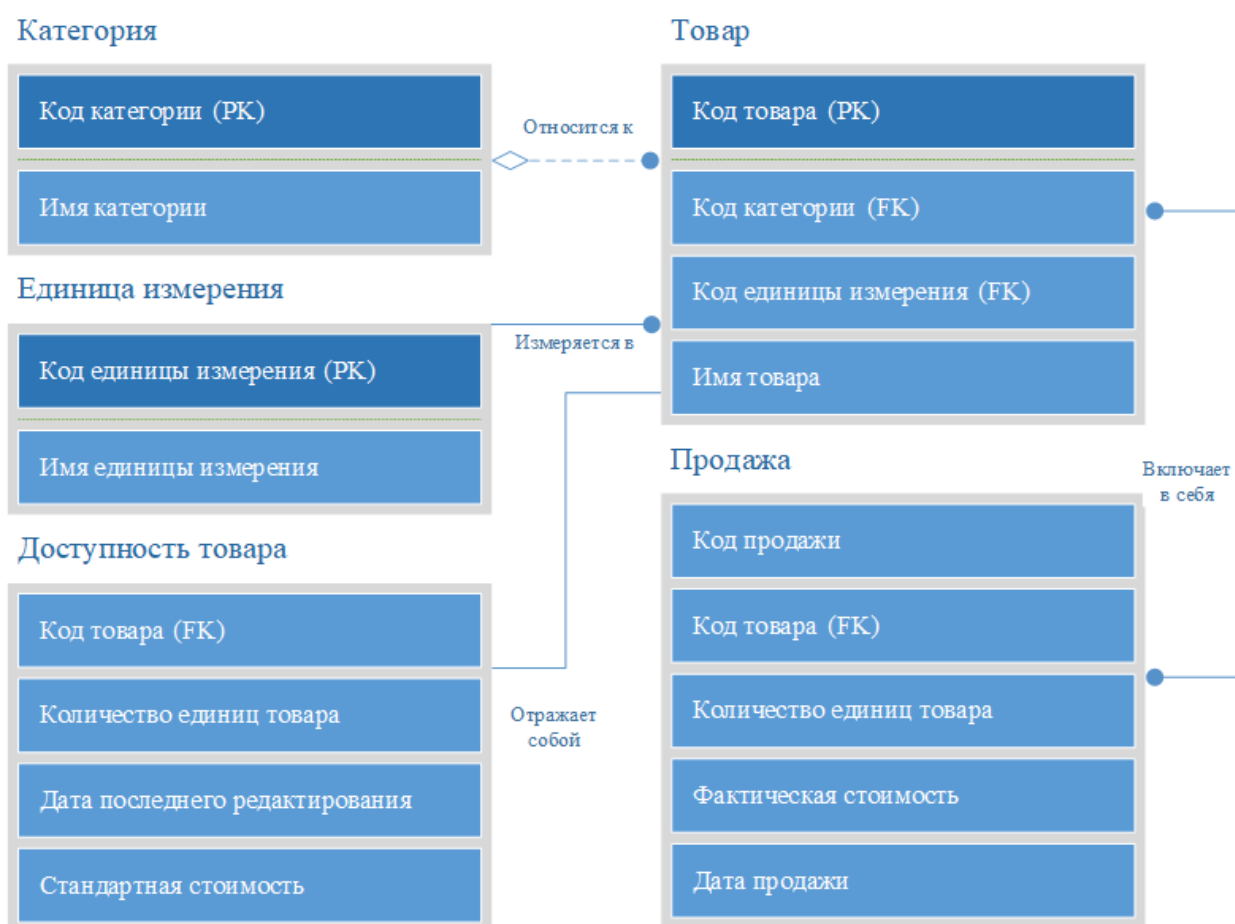 Категория
Код категории (PK)
Имя категории
Относится к
Товар
Код товара (PK)
Код категории (FK)
Код единицы измерения (FK)
Имя товара
Единица измерения
Код единицы измерения (PK)
Имя единицы измерения
Измеряется в
Доступность товара
Код товара (FK)
Количество единиц товара
Дата последнего редактирования
Стандартная стоимость
Отражает
собой
Продажа
Код продажи
Код товара (FK)
Количество единиц товара
Фактическая стоимость
Дата продажи
Включает
в себя